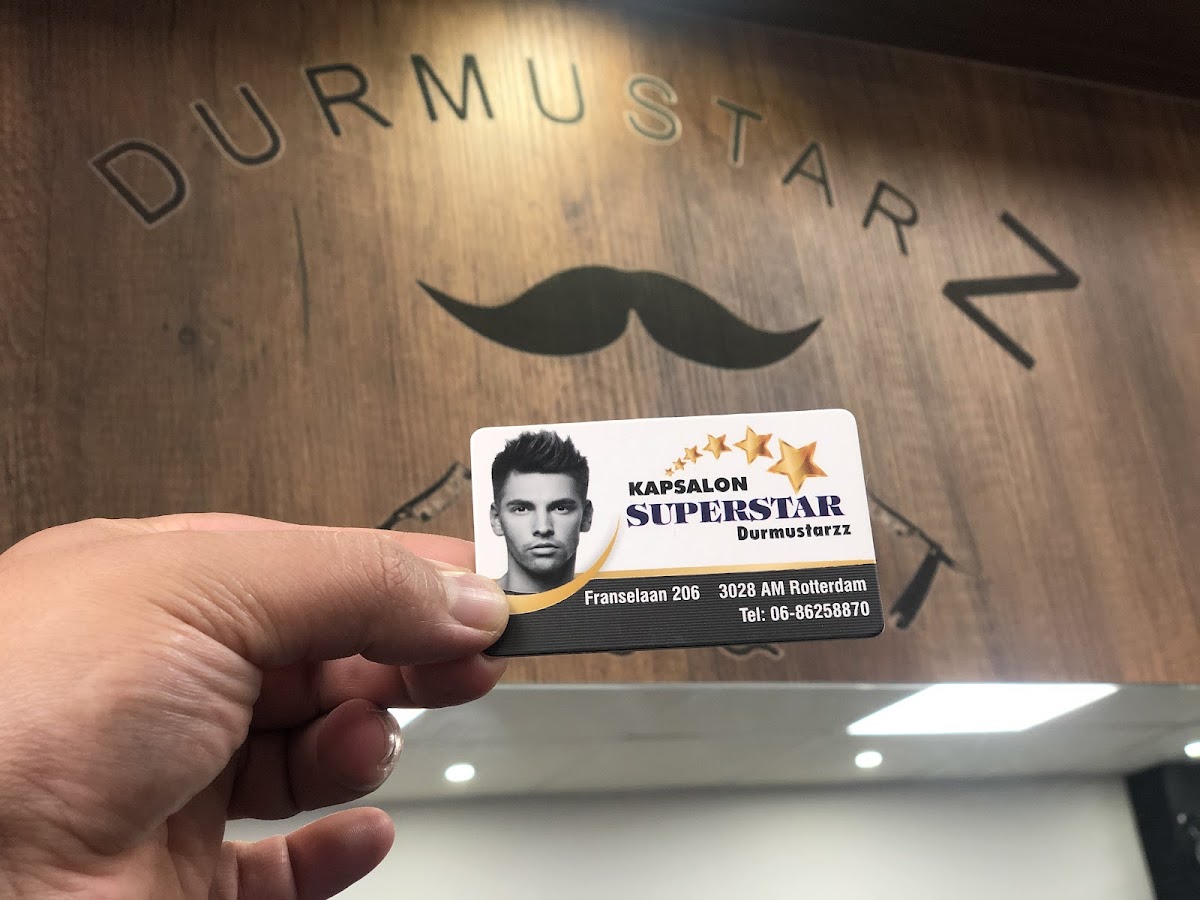 DURMUSTARZ
KAPSALON
SUPERSTAR
Durmustarzz
Franselaan 206 3028 AM Rotterdam
Tel: 06-86258870